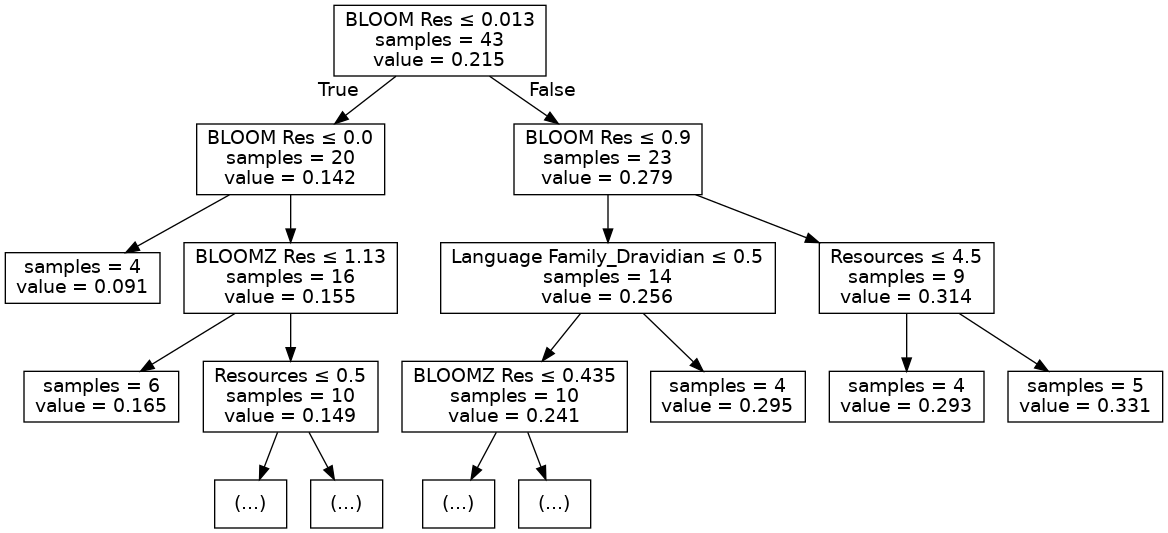 BLOOM Res ≤ 0.013
samples = 43
value = 0.215
True
False
BLOOM Res ≤ 0.0
samples = 20
value = 0.142
BLOOM Res ≤ 0.9
samples = 23
value = 0.279
samples = 4
value = 0.091
BLOOMZ Res ≤ 1.13
samples = 16
value = 0.155
Language Family_Dravidian ≤ 0.5
samples = 14
value = 0.256
Resources ≤ 4.5
samples = 9
value = 0.314
samples = 6
value = 0.165
Resources ≤ 0.5
samples = 10
value = 0.149
BLOOMZ Res ≤ 0.435
samples = 10
value = 0.241
samples = 4
value = 0.295
samples = 4
value = 0.293
samples = 5
value = 0.331
(...)
(...)
(...)
(...)